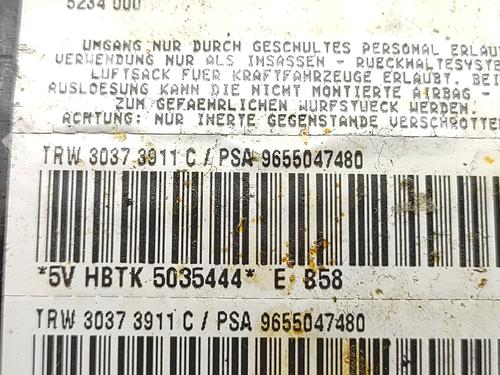 5234 000
UMGANG NUR DURCH GESCHULTES PERSONAL ERLAU
VERWENDUNG NUR ALS INSASSEN - RUECKHALTESYSTE
LUFTSACK FUER KRAFTFAHRZEUGE ERLAUBT. BEI
AUSLOESUNG KANN DIE NICHT MONTIERTE AIRBAG -
ZUM GEFAEHRLICHEN WURFSTUECK WERDEN.
ACHTUNG: NUR INERTE GEGENSTANDE VERSCHROTTE
TRW 3037 3911 C / PSA 9655047480
*5V HBTK 5035444* E B58
TRW 3037 3911 C / PSA 9655047480